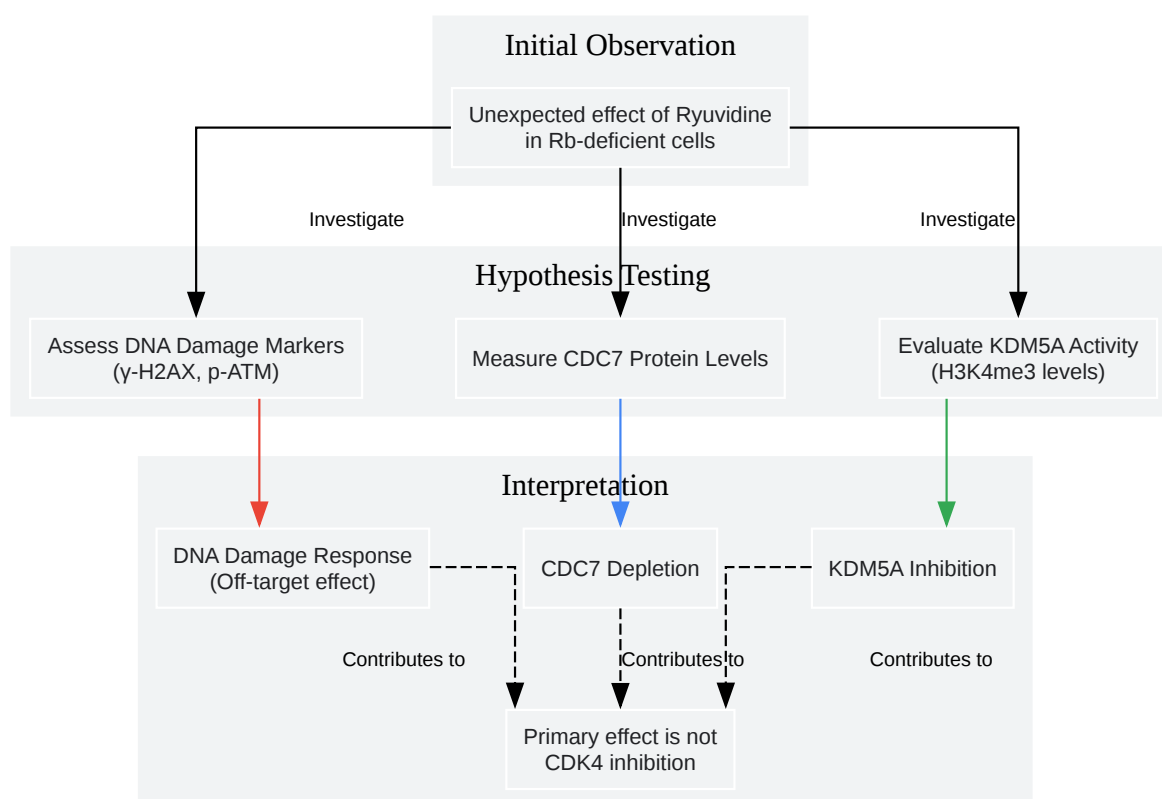 Initial Observation
Unexpected effect of Ryuvidine
in Rb-deficient cells
Investigate
Investigate
Investigate
Hypothesis Testing
Assess DNA Damage Markers
(γ-H2AX, p-ATM)
Measure CDC7 Protein Levels
Evaluate KDM5A Activity
(H3K4me3 levels)
Interpretation
DNA Damage Response
(Off-target effect)
CDC7 Depletion
KDM5A Inhibition
Contributes to
Contributes to
Contributes to
Primary effect is not
CDK4 inhibition